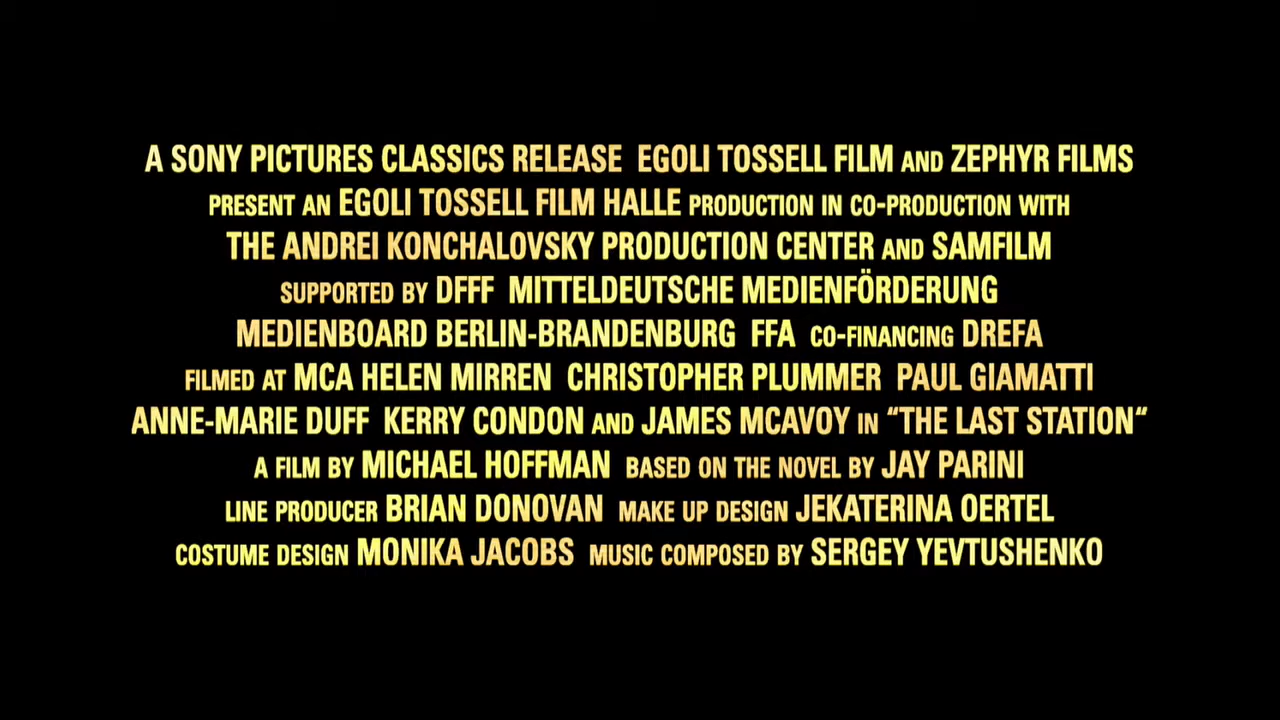 A SONY PICTURES CLASSICS RELEASE EGOLI TOSSELL FILM AND ZEPHYR FILMS
PRESENT AN EGOLI TOSSELL FILM HALLE PRODUCTION IN CO-PRODUCTION WITH
THE ANDREI KONCHALOVSKY PRODUCTION CENTER AND SAMFILM
SUPPORTED BY DFFF MITTELDEUTSCHE MEDIENFÖRDERUNG
MEDIENBOARD BERLIN-BRANDENBURG FFA CO-FINANCING DREFA
FILMED AT MCA HELEN MIRREN CHRISTOPHER PLUMMER PAUL GIAMATTI
ANNE-MARIE DUFF KERRY CONDON AND JAMES MCAVOY IN “THE LAST STATION“
A FILM BY MICHAEL HOFFMAN BASED ON THE NOVEL BY JAY PARINI
LINE PRODUCER BRIAN DONOVAN MAKE UP DESIGN JEKATERINA OERTEL
COSTUME DESIGN MONIKA JACOBS MUSIC COMPOSED BY SERGEY YEVTUSHENKO